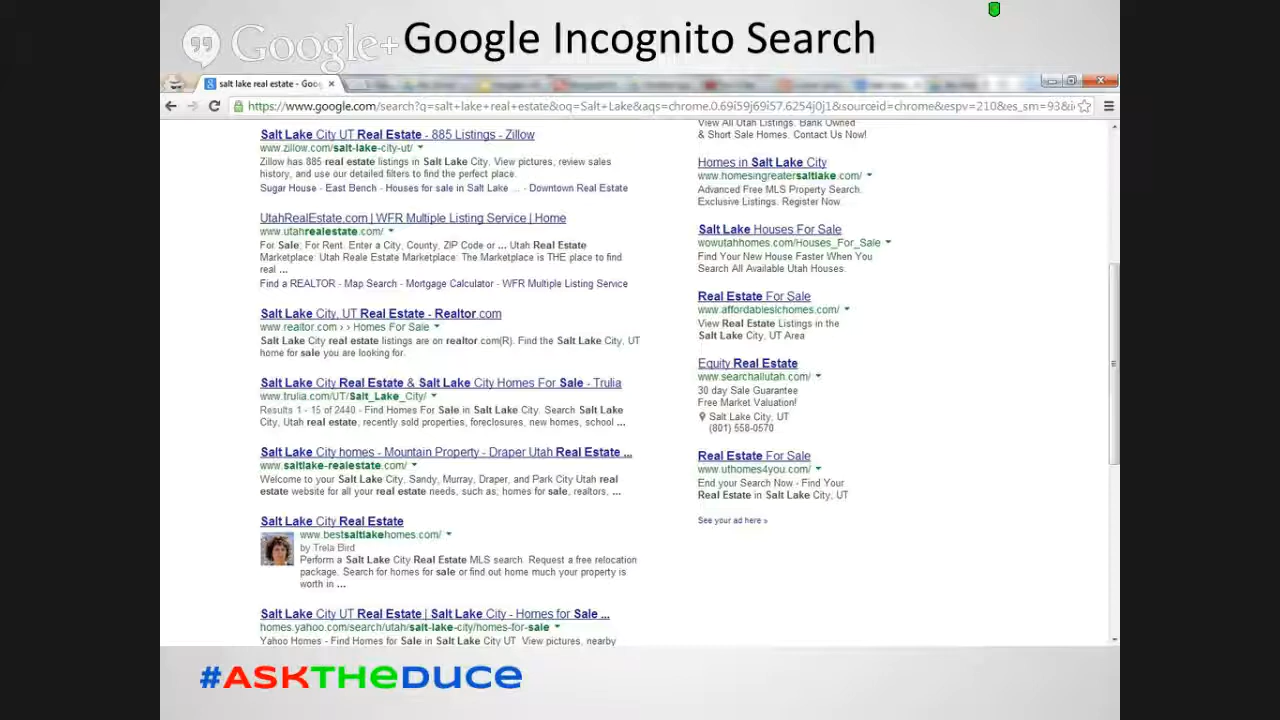 Google+
Google Incognito Search
salt lake real estate - Goo
https://www.google.com/search?q=salt+lake+real+estate&oq=Salt+Lake&aqs=chrome.0.69i59j69i57.6254j0j1&sourceid=chrome&espv=210&es_sm=93&i
Salt Lake City UT Real Estate - 885 Listings - Zillow
www.zillow.com/salt-lake-city-ut/
Zillow has 885 real estate listings in Salt Lake City. View pictures, review sales
history, and use our detailed filters to find the perfect place.
Sugar House - East Bench - Houses for sale in Salt Lake ... - Downtown Real Estate
UtahRealEstate.com | WFR Multiple Listing Service | Home
www.utahrealestate.com/
For Sale; For Rent. Enter a City, County, ZIP Code or ... Utah Real Estate
Marketplace: Utah Reale Estate Marketplace: The Marketplace is THE place to find
real ...
Find a REALTOR - Map Search - Mortgage Calculator - WFR Multiple Listing Service
Salt Lake City, UT Real Estate - Realtor.com
www.realtor.com › › Homes For Sale
Salt Lake City real estate listings are on realtor.com(R). Find the Salt Lake City, UT
home for sale you are looking for.
Salt Lake City Real Estate & Salt Lake City Homes For Sale - Trulia
www.trulia.com/UT/Salt_Lake_City/
Results 1 - 15 of 2440 - Find Homes For Sale in Salt Lake City. Search Salt Lake
City, Utah real estate, recently sold properties, foreclosures, new homes, school ...
Salt Lake City homes - Mountain Property - Draper Utah Real Estate ...
www.saltlake-realestate.com/
Welcome to your Salt Lake City, Sandy, Murray, Draper, and Park City Utah real
estate website for all your real estate needs, such as; homes for sale, realtors, ...
Salt Lake City Real Estate
www.bestsaltlakehomes.com/
by Trela Bird
Perform a Salt Lake City Real Estate MLS search. Request a free relocation
package. Search for homes for sale or find out home much your property is
worth in ...
Salt Lake City UT Real Estate | Salt Lake City - Homes for Sale ...
homes.yahoo.com/search/utah/salt-lake-city/homes-for-sale
Yahoo Homes - Find Homes for Sale in Salt Lake City UT. View pictures, nearby
View All Utah Listings. Bank Owned
& Short Sale Homes. Contact Us Now!
Homes in Salt Lake City
www.homesingreatersaltlake.com/
Advanced Free MLS Property Search.
Exclusive Listings. Register Now.
Salt Lake Houses For Sale
wowutahhomes.com/Houses_For_Sale
Find Your New House Faster When You
Search All Available Utah Houses.
Real Estate For Sale
www.affordableslchomes.com/
View Real Estate Listings in the
Salt Lake City, UT Area
Equity Real Estate
www.searchallutah.com/
30 day Sale Guarantee
Free Market Valuation!
Salt Lake City, UT
(801) 558-0570
Real Estate For Sale
www.uthomes4you.com/
End your Search Now - Find Your
Real Estate in Salt Lake City, UT
See your ad here »
#ASKTHEDUCE